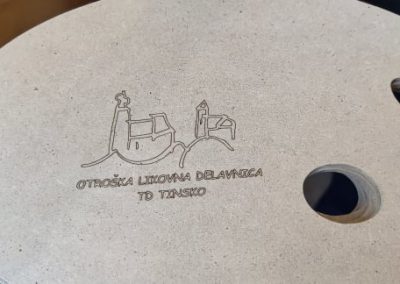 OTROŠKA LIKOVNA DELAVNICA
TD TINSKO